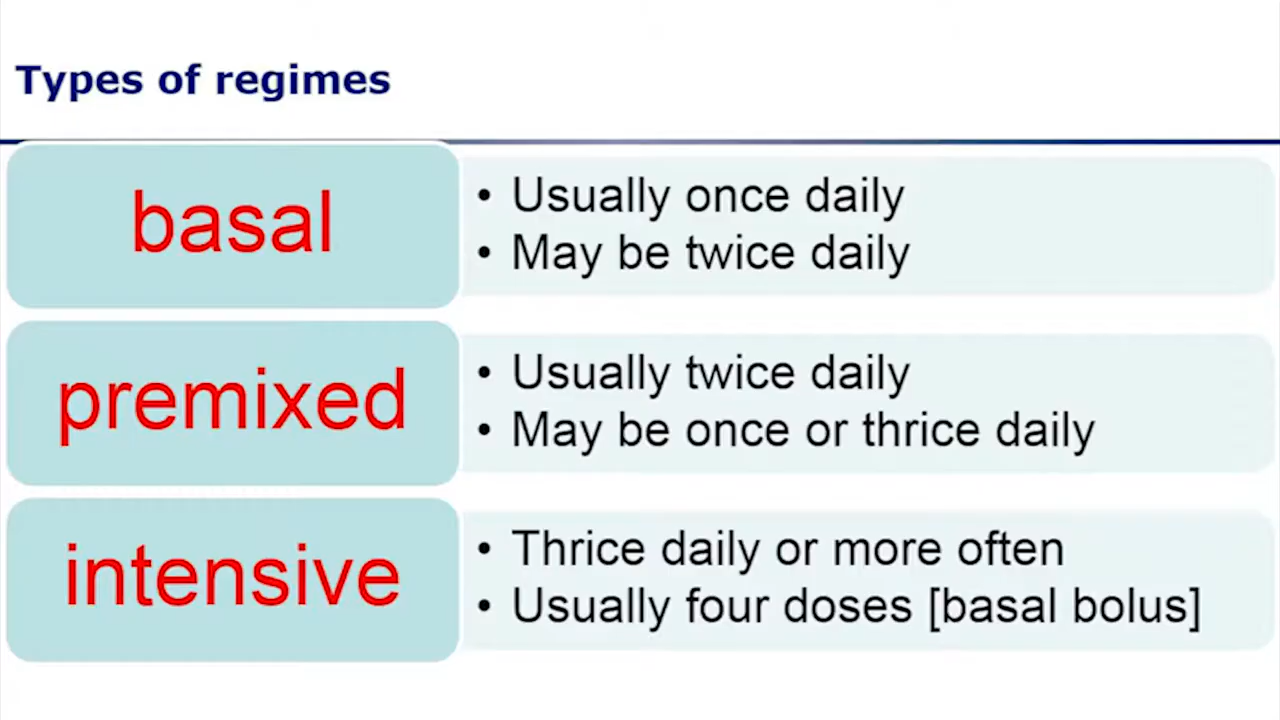 Types of regimes
basal
• Usually once daily
• May be twice daily
premixed
• Usually twice daily
• May be once or thrice daily
intensive
• Thrice daily or more often
• Usually four doses [basal bolus]